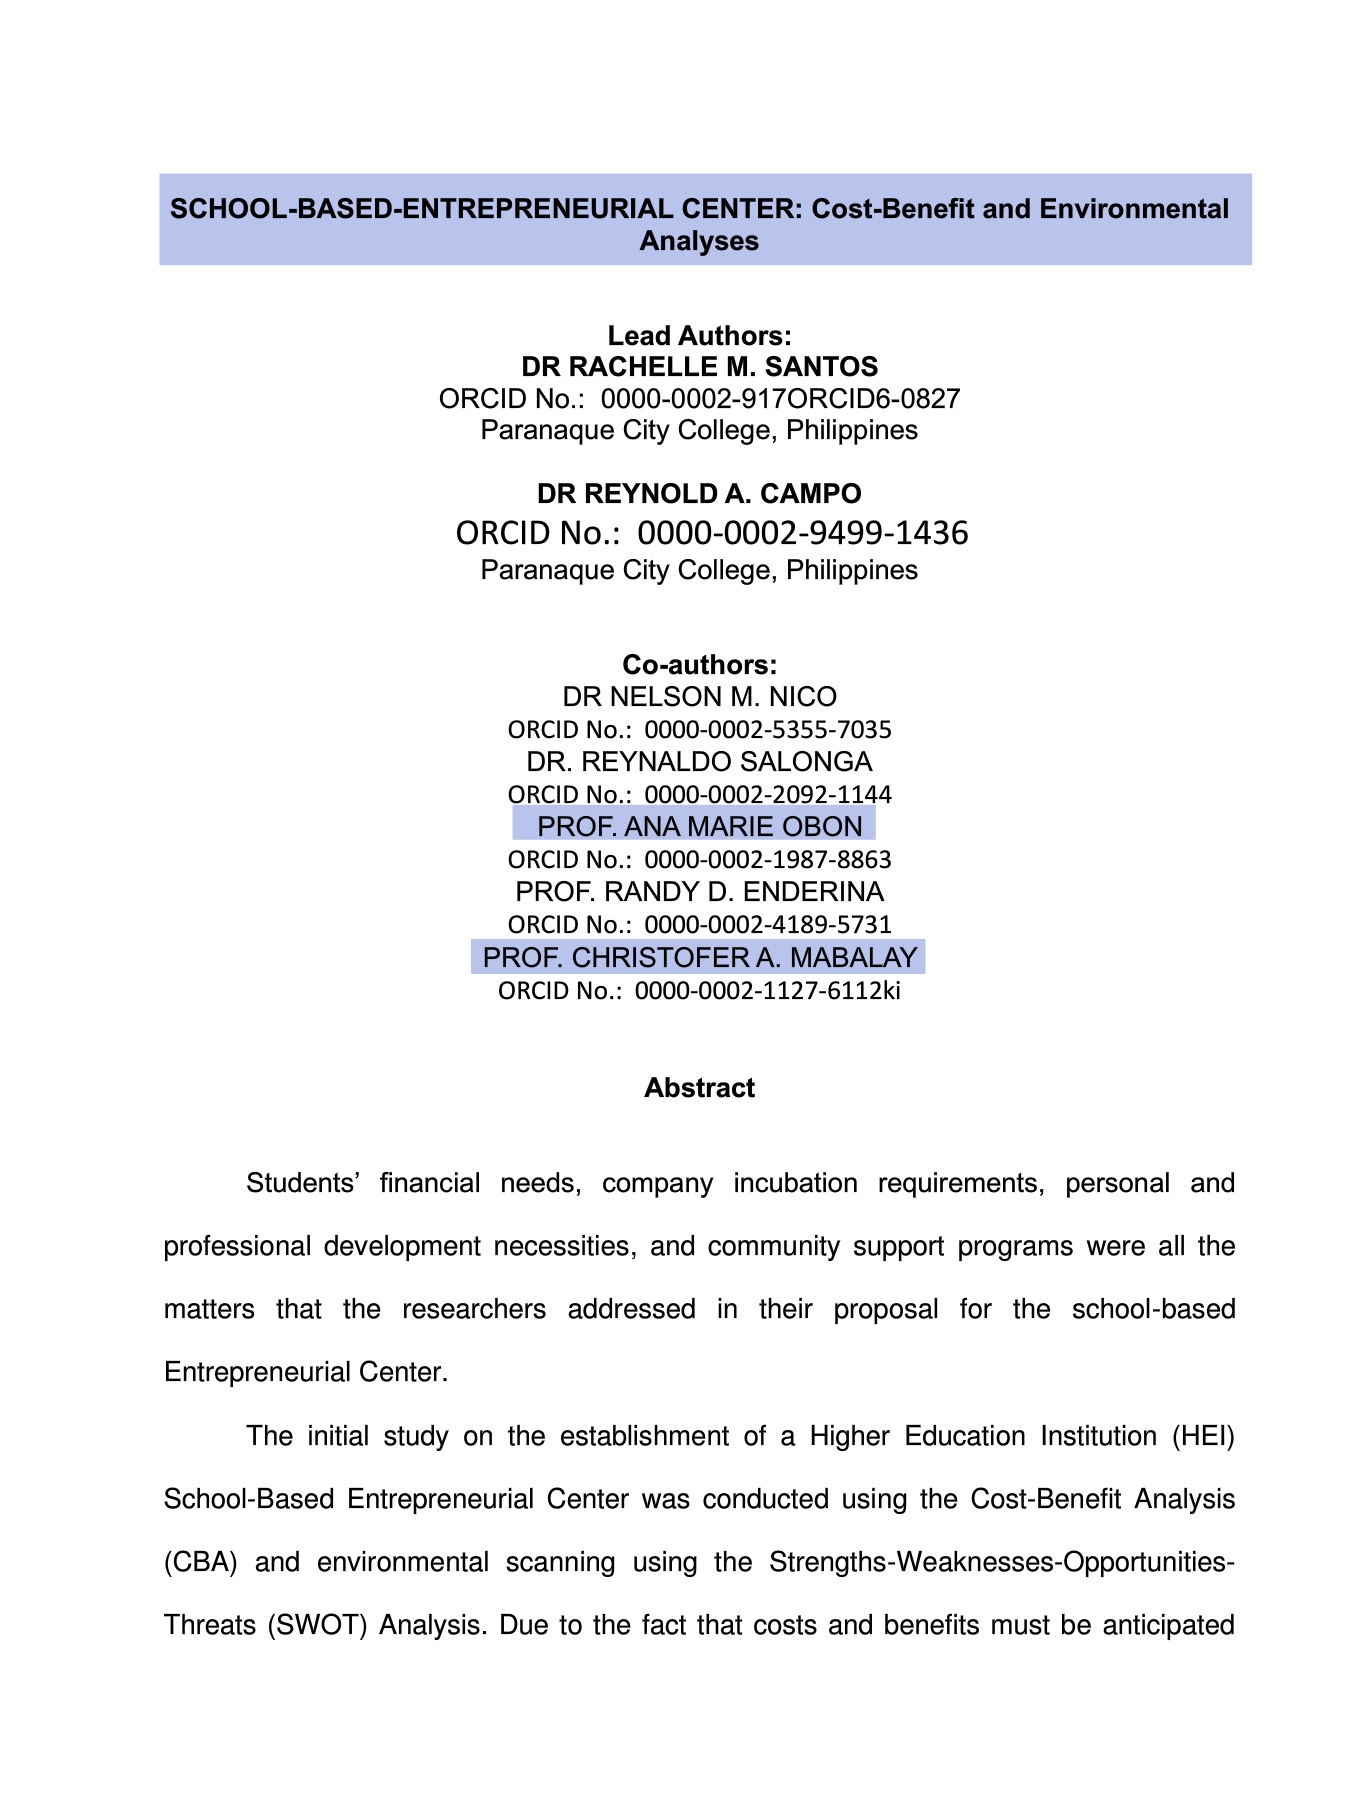 SCHOOL-BASED-ENTREPRENEURIAL CENTER: Cost-Benefit and Environmental
Analyses
Lead Authors:
DR RACHELLE M. SANTOS
ORCID No.: 0000-0002-917ORCID6-0827
Paranaque City College, Philippines
DR REYNOLD A. CAMPO
ORCID No.: 0000-0002-9499-1436
Paranaque City College, Philippines
Co-authors:
DR NELSON M. NICO
ORCID No.: 0000-0002-5355-7035
DR. REYNALDO SALONGA
ORCID No.: 0000-0002-2092-1144
PROF. ANA MARIE OBON
ORCID No.: 0000-0002-1987-8863
PROF. RANDY D. ENDERINA
ORCID No.: 0000-0002-4189-5731
PROF. CHRISTOFER A. MABALAY
ORCID No.: 0000-0002-1127-6112ki
Abstract
Students’ financial needs, company incubation requirements, personal and
professional development necessities, and community support programs were all the
matters that the researchers addressed in their proposal for the school-based
Entrepreneurial Center.
The initial study on the establishment of a Higher Education Institution (HEI)
School-Based Entrepreneurial Center was conducted using the Cost-Benefit Analysis
(CBA) and environmental scanning using the Strengths-Weaknesses-Opportunities-
Threats (SWOT) Analysis. Due to the fact that costs and benefits must be anticipated